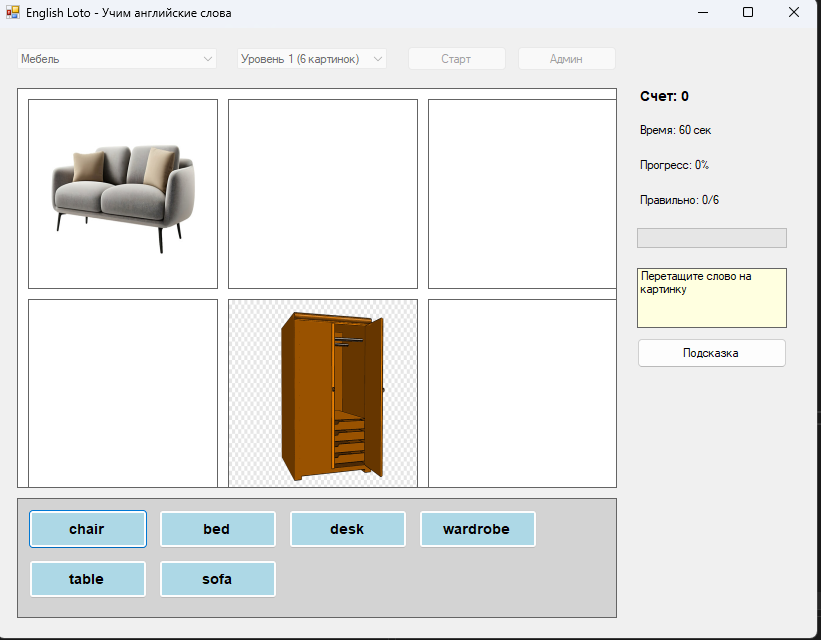 English Loto - Учим английские слова
Мебель
Уровень 1 (6 картинок)
Старт
Админ
Счет: 0
Время: 60 сек
Прогресс: 0%
Правильно: 0/6
Перетащите слово на
картинку
Подсказка
chair
bed
desk
wardrobe
table
sofa